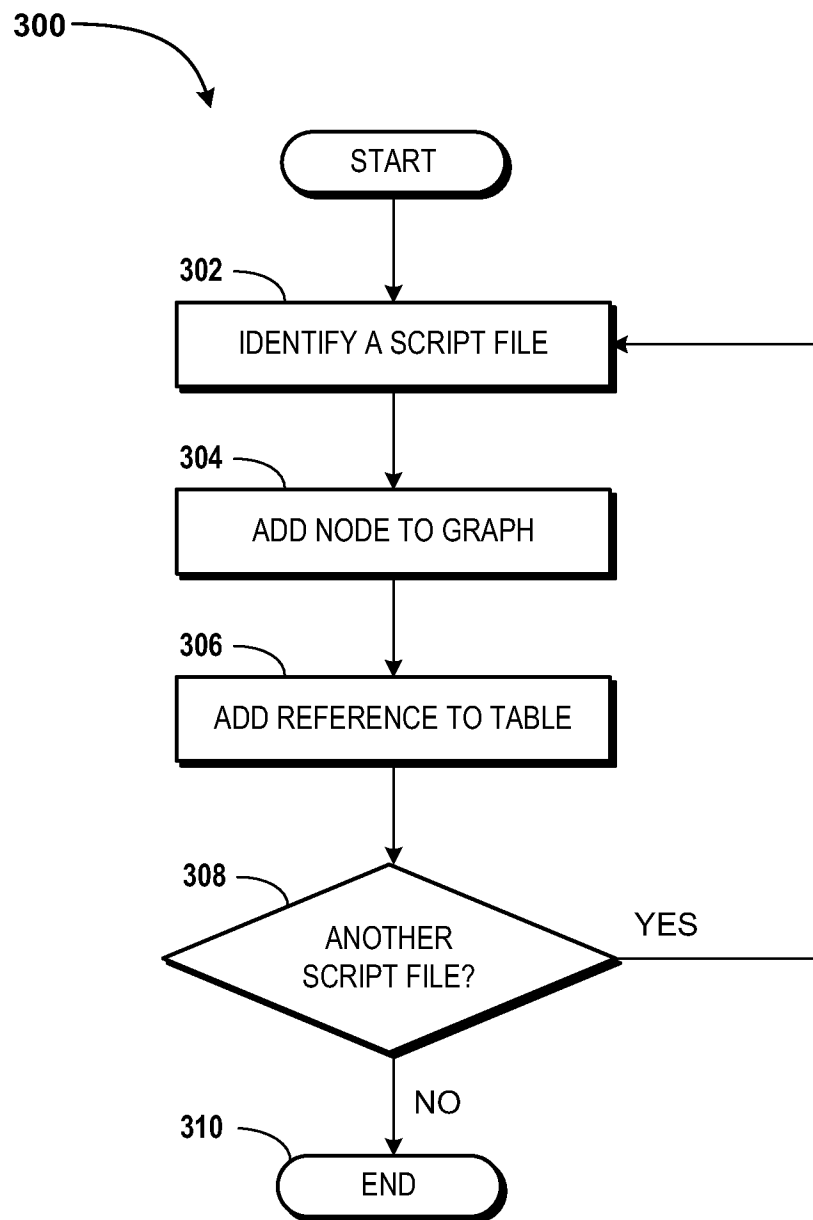 300
START
302
IDENTIFY A SCRIPT FILE
304
ADD NODE TO GRAPH
306
ADD REFERENCE TO TABLE
308
ANOTHER
SCRIPT FILE?
YES
NO
310
END